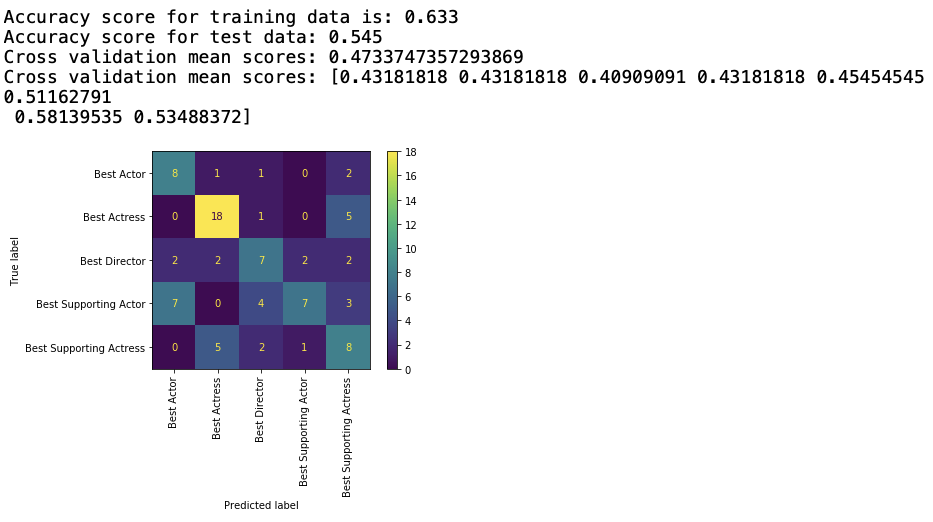 Accuracy score for training data is: 0.633
Accuracy score for test data: 0.545
Cross validation mean scores: 0.4733747357293869
Cross validation mean scores: [0.43181818 0.43181818 0.40909091 0.43181818 0.45454545
0.51162791
0.58139535 0.53488372]
18
Best Actor 8 1 1 0 2
16
14
Best Actress 0 18 1 0 5
12
10
True label
Best Director 2 2 7 2 2
8
6
Best Supporting Actor 7 0 4 7 3
4
Best Supporting Actress 0 5 2 1 8
2
0
Best Actor
Best Actress
Best Director
Best Supporting Actor
Best Supporting Actress
Predicted label